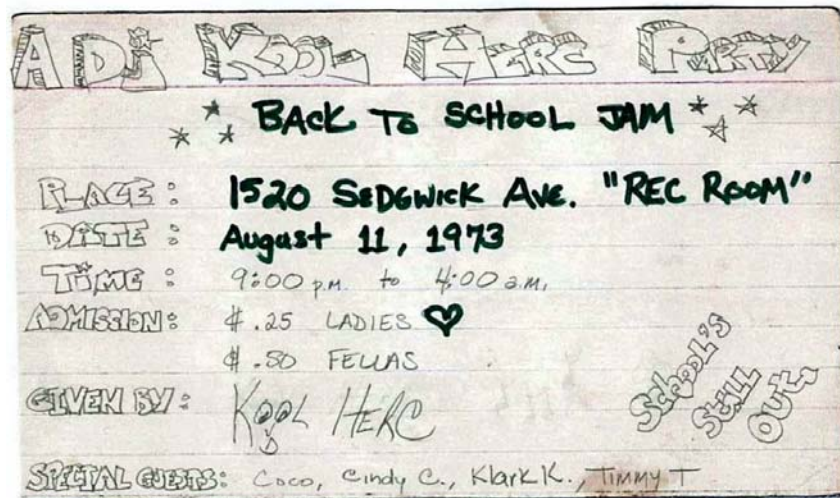 A DJ KOOL HERC PARTY
BACK TO SCHOOL JAM
PLACE: 1520 SEDGWICK AVE. "REC ROOM"
DATE: August 11, 1973
TIME: 9:00 p.m. to 4:00 a.m.
ADMISSION: $.25 LADIES
$.50 FELLAS
School's Still Out.
GIVEN BY: KOOL HERC
SPECIAL GUESTS: Coco, Cindy C., Klark K., TIMMY T